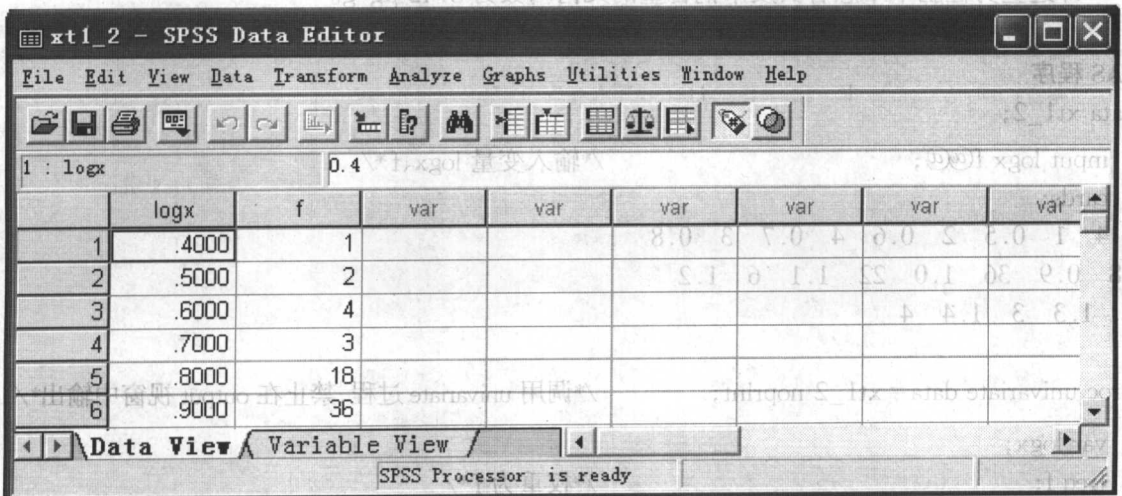 xt1_2 - SPSS Data Editor
File Edit View Data Transform Analyze Graphs Utilities Window Help
1 : logx 0.4
logx f var var var var var var
1 .4000 1
2 .5000 2
3 .6000 4
4 .7000 3
5 .8000 18
6 .9000 36
Data View Variable View
SPSS Processor is ready